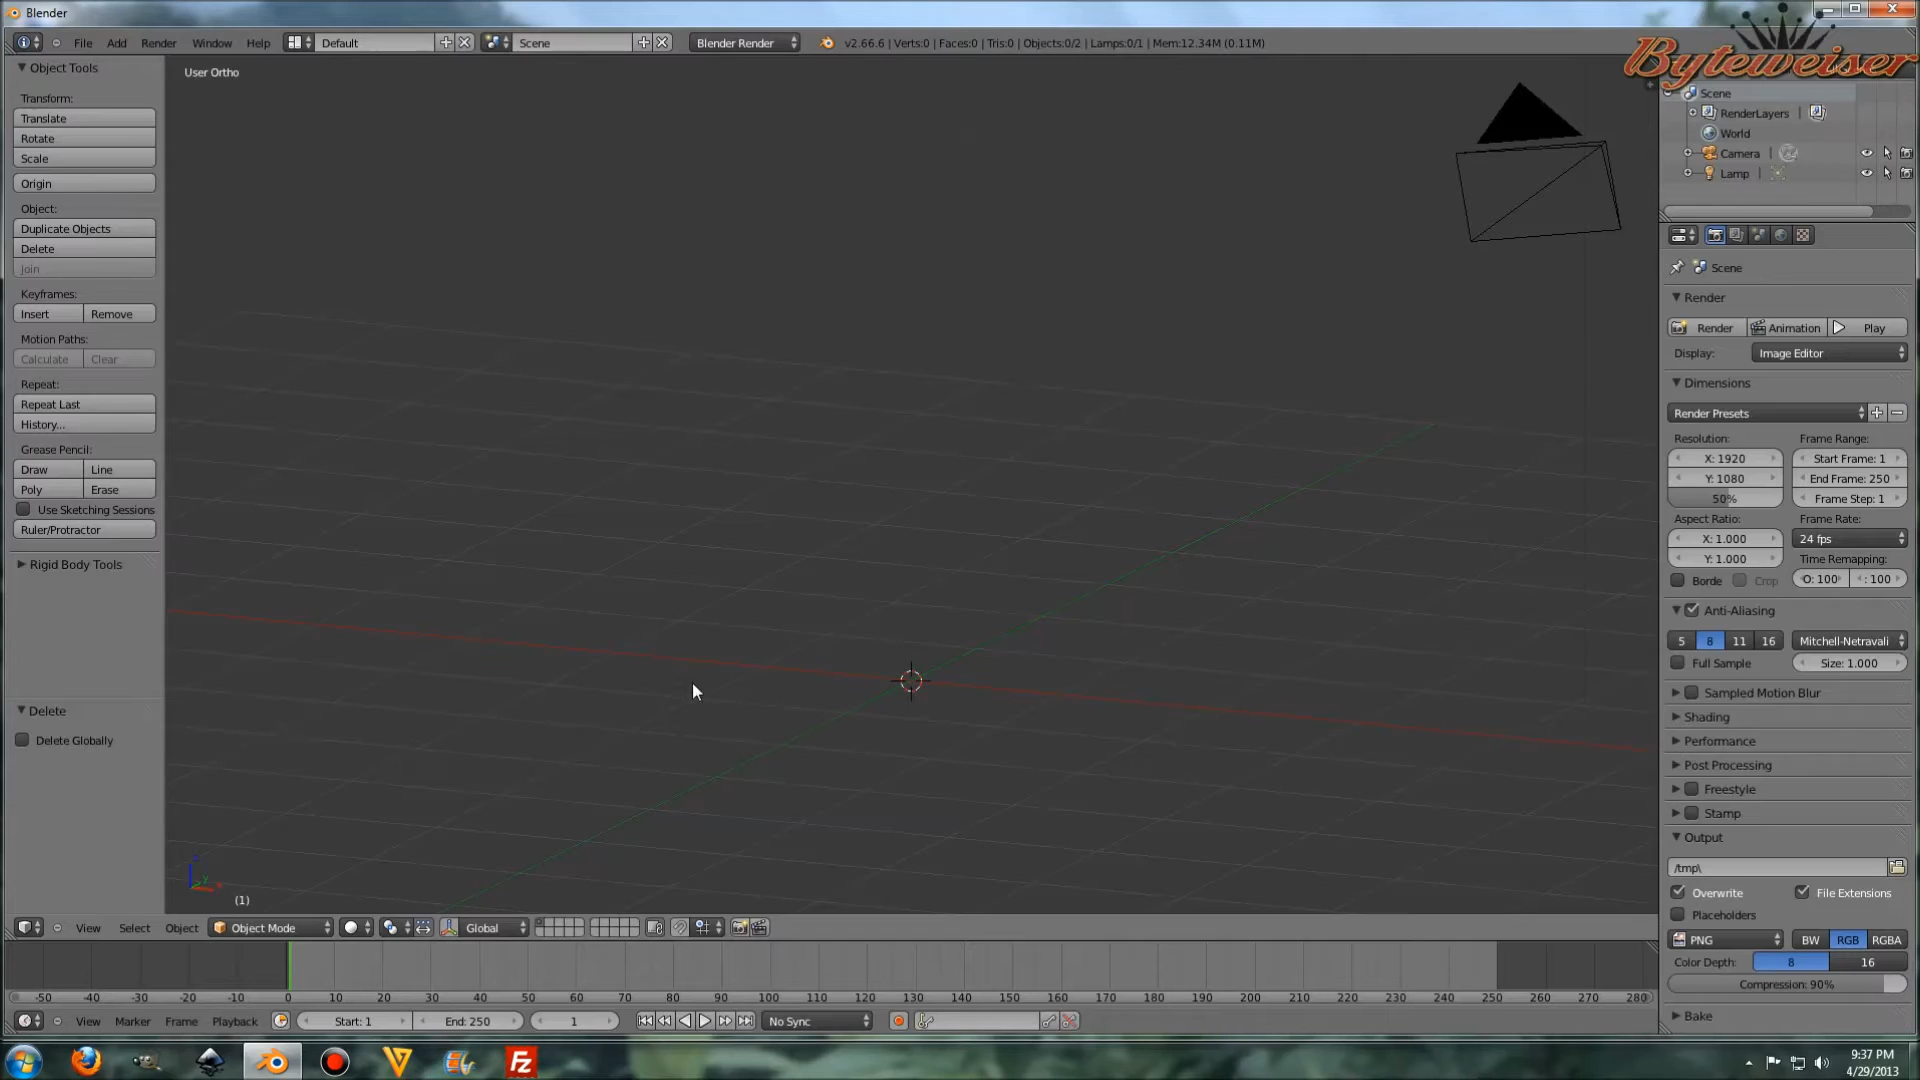 Blender
File Add Render Window Help Default Scene Blender Render v2.66.6 | Verts:0 | Faces:0 | Tris:0 | Objects:0/2 | Lamps:0/1 | Mem:12.34M (0.11M)
Byteweiser
Object Tools
User Ortho
Transform:
Translate
Rotate
Scale
Origin
Object:
Duplicate Objects
Delete
Join
Keyframes:
Insert Remove
Motion Paths:
Calculate Clear
Repeat:
Repeat Last
History...
Grease Pencil:
Draw Line
Poly Erase
Use Sketching Sessions
Ruler/Protractor
Rigid Body Tools
Delete
Delete Globally
(1)
z
y
x
Scene
RenderLayers |
World
Camera |
Lamp |
Scene
Render
Render Animation Play
Display: Image Editor
Dimensions
Render Presets
Resolution: Frame Range:
X: 1920 Start Frame: 1
Y: 1080 End Frame: 250
50% Frame Step: 1
Aspect Ratio: Frame Rate:
X: 1.000 24 fps
Y: 1.000 Time Remapping:
Borde Crop O: 100 : 100
Anti-Aliasing
5 8 11 16 Mitchell-Netravali
Full Sample Size: 1.000
Sampled Motion Blur
Shading
Performance
Post Processing
Freestyle
Stamp
Output
/tmp\
Overwrite File Extensions
Placeholders
PNG BW RGB RGBA
Color Depth: 8 16
Compression: 90%
Bake
View Select Object Object Mode Global
-50 -40 -30 -20 -10 0 10 20 30 40 50 60 70 80 90 100 110 120 130 140 150 160 170 180 190 200 210 220 230 240 250 260 270 280
View Marker Frame Playback Start: 1 End: 250 1 No Sync
Fz
9:37 PM
4/29/2013